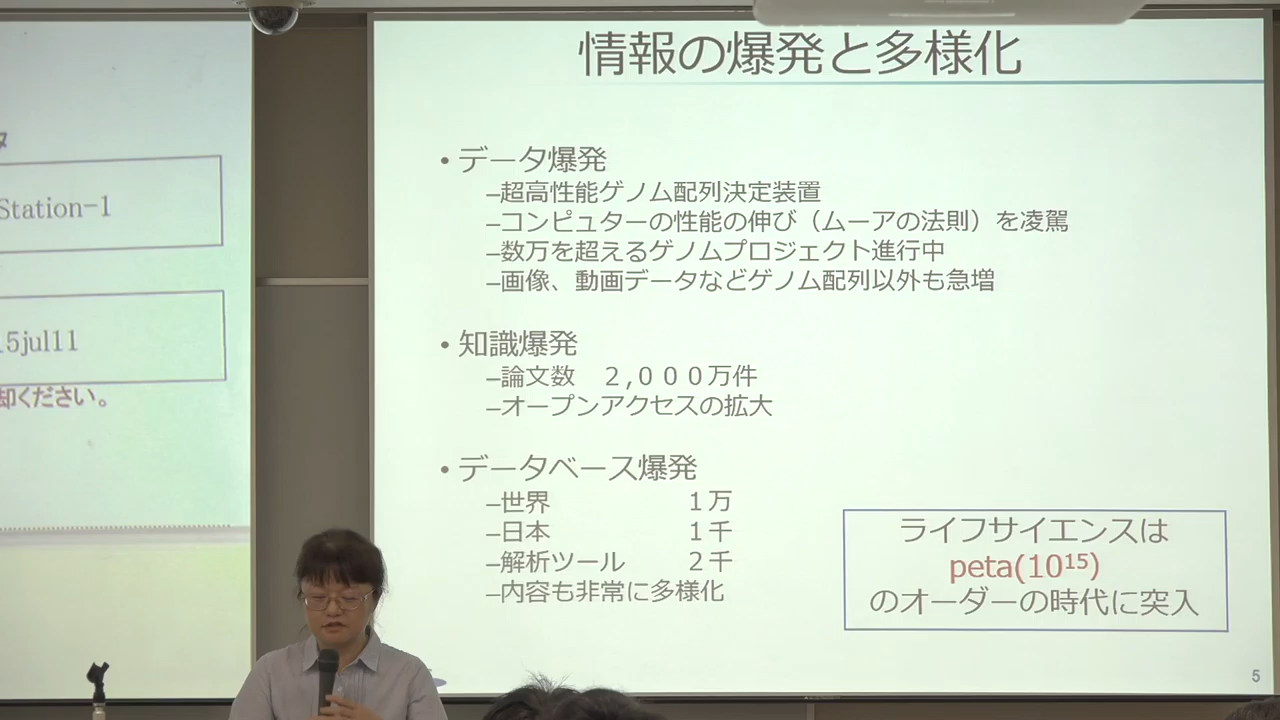 Station-1
5jul11
却ください。
情報の爆発と多様化
• データ爆発
–超高性能ゲノム配列決定装置
–コンピュターの性能の伸び（ムーアの法則）を凌駕
–数万を超えるゲノムプロジェクト進行中
–画像、動画データなどゲノム配列以外も急増
• 知識爆発
–論文数　２,０００万件
–オープンアクセスの拡大
• データベース爆発
–世界　１万
–日本　１千
–解析ツール　２千
–内容も非常に多様化
ライフサイエンスは
peta(10¹⁵)
のオーダーの時代に突入
5